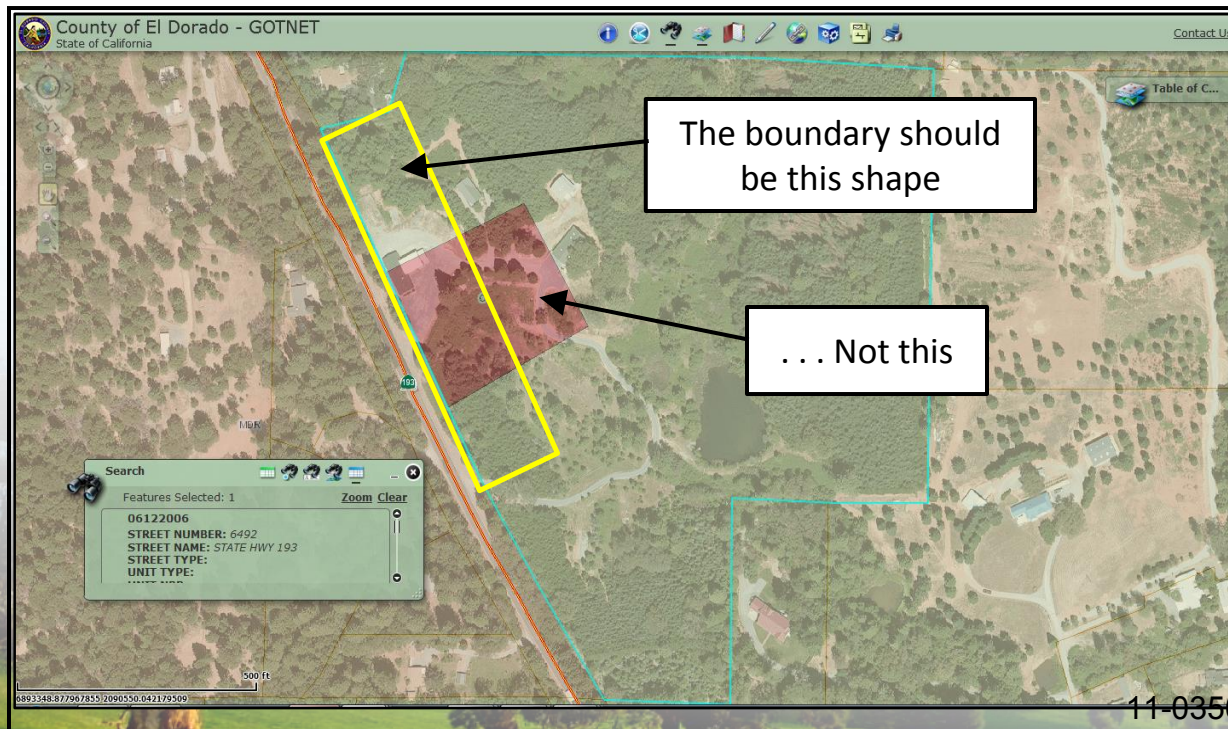 County of El Dorado - GOTNET
State of California
Contact Us
Table of C...
The boundary should
be this shape
. . . Not this
193
MDR
Search
Features Selected: 1
Zoom Clear
06122006
STREET NUMBER: 6492
STREET NAME: STATE HWY 193
STREET TYPE:
UNIT TYPE:
500 ft
6893348.877967855 2090550.042179509
11-0350